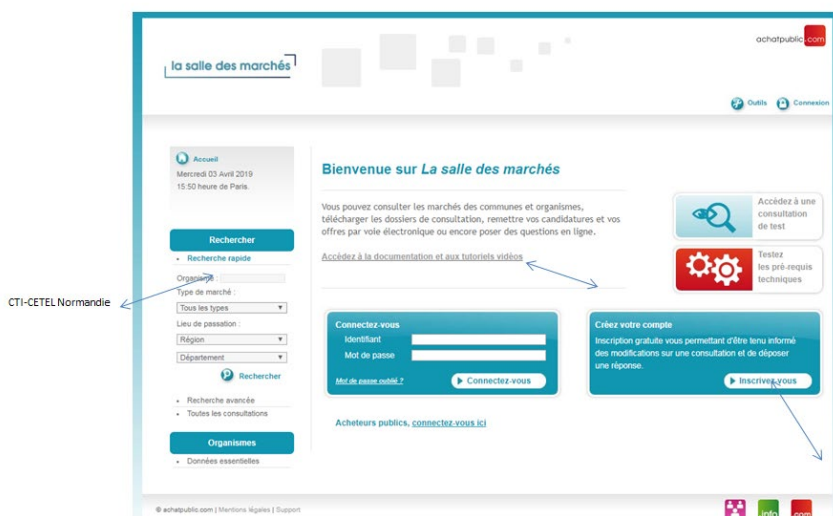 achatpublic.com
la salle des marchés
Outils
Connexion
Accueil
Mercredi 03 Avril 2019
15:50 heure de Paris.
Bienvenue sur La salle des marchés
Vous pouvez consulter les marchés des communes et organismes,
télécharger les dossiers de consultation, remettre vos candidatures et vos
offres par voie électronique ou encore poser des questions en ligne.
Accédez à la documentation et aux tutoriels vidéos
Accédez à une
consultation
de test
Testez
les pré-requis
techniques
Rechercher
Recherche rapide
Organisme :
CTI-CETEL Normandie
Type de marché :
Tous les types
Lieu de passation :
Région
Département
Rechercher
Recherche avancée
Toutes les consultations
Organismes
Données essentielles
Connectez-vous
Identifiant
Mot de passe
Mot de passe oublié ?
Connectez-vous
Créez votre compte
Inscription gratuite vous permettant d'être tenu informé
des modifications sur une consultation et de déposer
une réponse.
Inscrivez-vous
Acheteurs publics, connectez-vous ici
© achatpublic.com | Mentions légales | Support
info
com